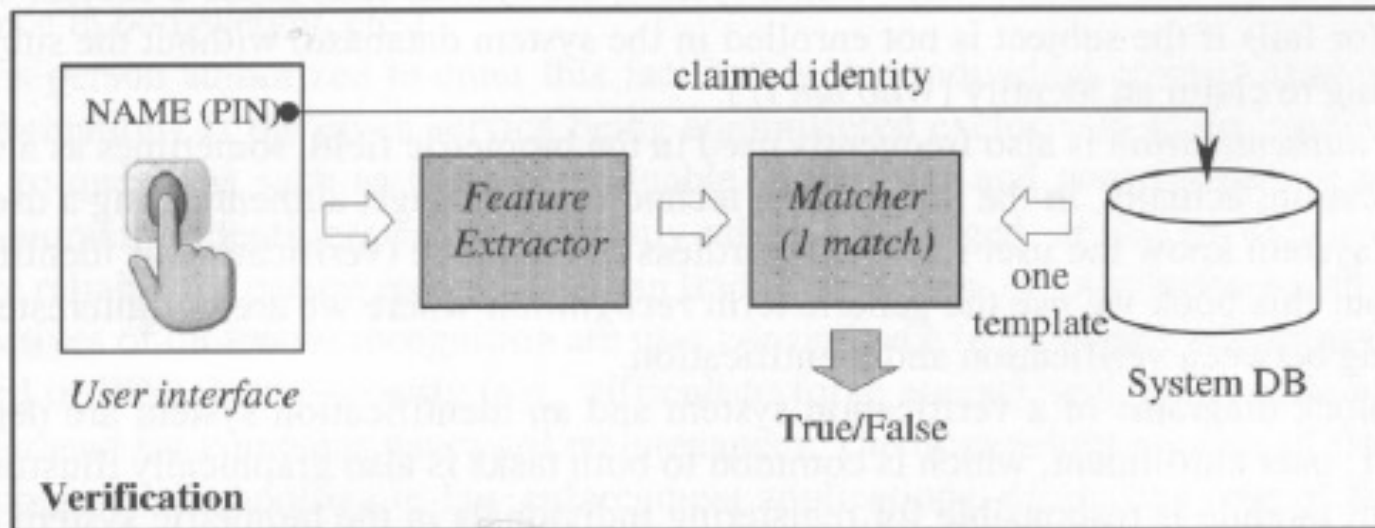 NAME (PIN)
claimed identity
Feature
Extractor
Matcher
(1 match)
one
template
User interface
True/False
System DB
Verification